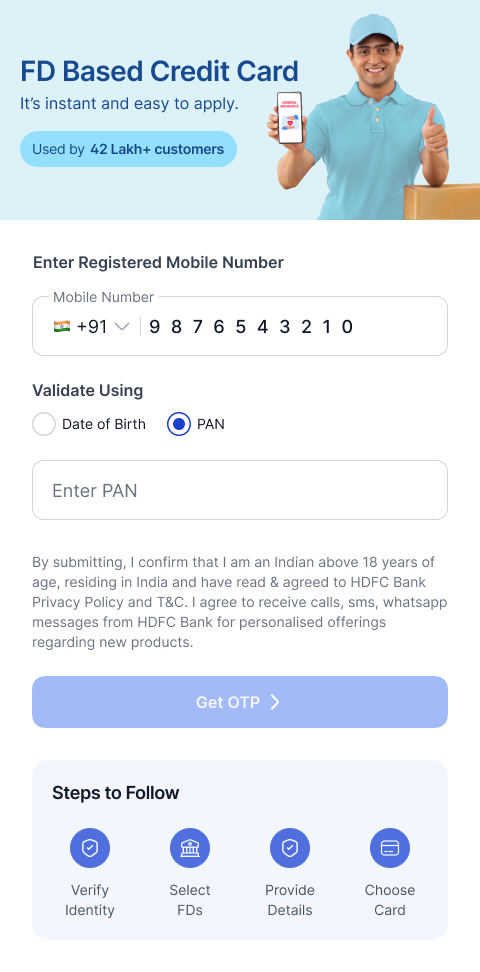 FD Based Credit Card
It's instant and easy to apply.
Used by 42 Lakh+ customers
GENERAL
INSURANCE
Enter Registered Mobile Number
Mobile Number
+91 9 8 7 6 5 4 3 2 1 0
Validate Using
Date of Birth PAN
Enter PAN
By submitting, I confirm that I am an Indian above 18 years of
age, residing in India and have read & agreed to HDFC Bank
Privacy Policy and T&C. I agree to receive calls, sms, whatsapp
messages from HDFC Bank for personalised offerings
regarding new products.
Get OTP
Steps to Follow
Verify Identity
Select FDs
Provide Details
Choose Card